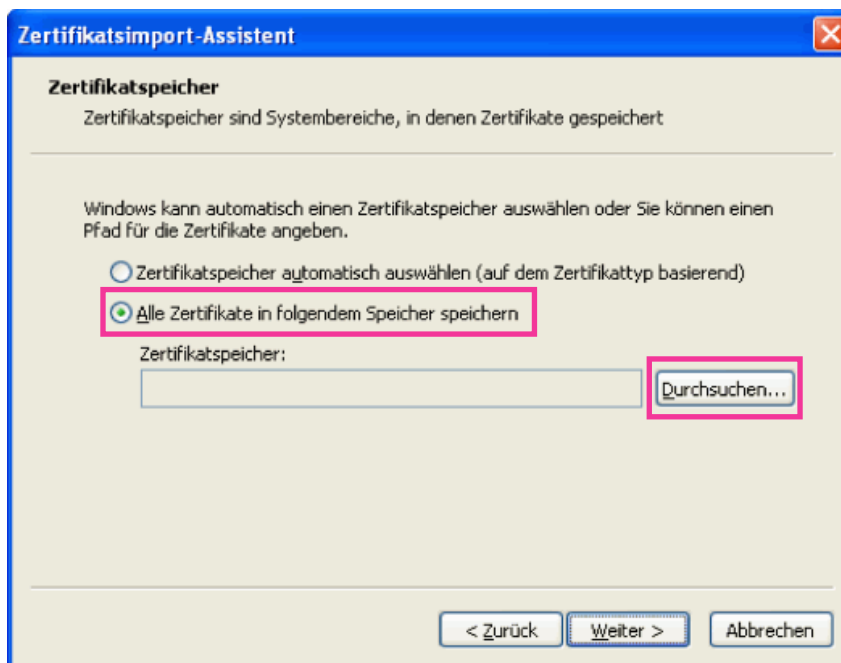 Zertifikatsimport-Assistent
Zertifikatspeicher
Zertifikatspeicher sind Systembereiche, in denen Zertifikate gespeichert
Windows kann automatisch einen Zertifikatspeicher auswählen oder Sie können einen
Pfad für die Zertifikate angeben.
Zertifikatspeicher automatisch auswählen (auf dem Zertifikattyp basierend)
Alle Zertifikate in folgendem Speicher speichern
Zertifikatspeicher:
Durchsuchen...
< Zurück Weiter > Abbrechen